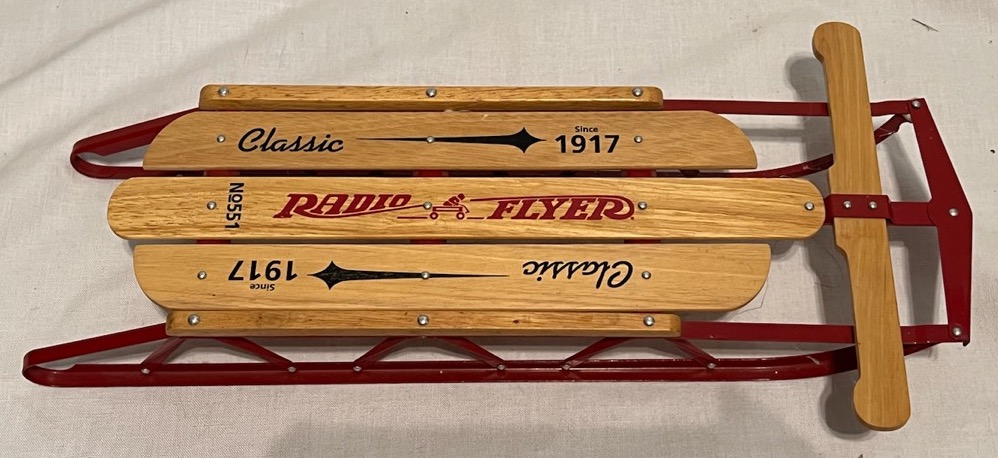 Classic Since 1917
NO551 RADIO FLYER
Classic Since 1917